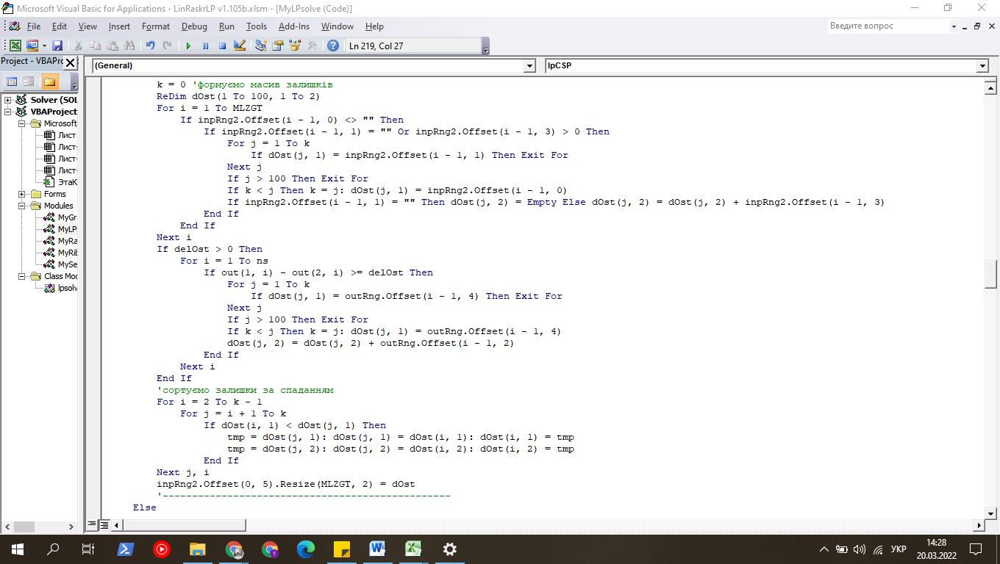 Microsoft Visual Basic for Applications - LinRaskrLP v1.105b.xlsm - [MyLPsolve (Code)]
File Edit View Insert Format Debug Run Tools Add-Ins Window Help
Введите вопрос
Ln 219, Col 27
Project - VBAPro
(General)
lpCSP
Solver (SOL
VBAProject
Microsoft
Лист
Лист
Лист
Лист
ЭтаК
Forms
Modules
MyGr
MyLP
MyRa
MyRib
MySe
Class Moc
lpsolv
k = 0 'формуємо масив залишків
ReDim dOst(1 To 100, 1 To 2)
For i = 1 To MLZGT
If inpRng2.Offset(i - 1, 0) <> "" Then
If inpRng2.Offset(i - 1, 1) = "" Or inpRng2.Offset(i - 1, 3) > 0 Then
For j = 1 To k
If dOst(j, 1) = inpRng2.Offset(i - 1, 1) Then Exit For
Next j
If j > 100 Then Exit For
If k < j Then k = j: dOst(j, 1) = inpRng2.Offset(i - 1, 0)
If inpRng2.Offset(i - 1, 1) = "" Then dOst(j, 2) = Empty Else dOst(j, 2) = dOst(j, 2) + inpRng2.Offset(i - 1, 3)
End If
End If
Next i
If delOst > 0 Then
For i = 1 To ns
If out(1, i) - out(2, i) >= delOst Then
For j = 1 To k
If dOst(j, 1) = outRng.Offset(i - 1, 4) Then Exit For
Next j
If j > 100 Then Exit For
If k < j Then k = j: dOst(j, 1) = outRng.Offset(i - 1, 4)
dOst(j, 2) = dOst(j, 2) + outRng.Offset(i - 1, 2)
End If
Next i
End If
'сортуємо залишки за спаданням
For i = 2 To k - 1
For j = i + 1 To k
If dOst(i, 1) < dOst(j, 1) Then
tmp = dOst(j, 1): dOst(j, 1) = dOst(i, 1): dOst(i, 1) = tmp
tmp = dOst(j, 2): dOst(j, 2) = dOst(i, 2): dOst(i, 2) = tmp
End If
Next j, i
inpRng2.Offset(0, 5).Resize(MLZGT, 2) = dOst
'-------------------------------------------------
Else
УКР
14:28
20.03.2022